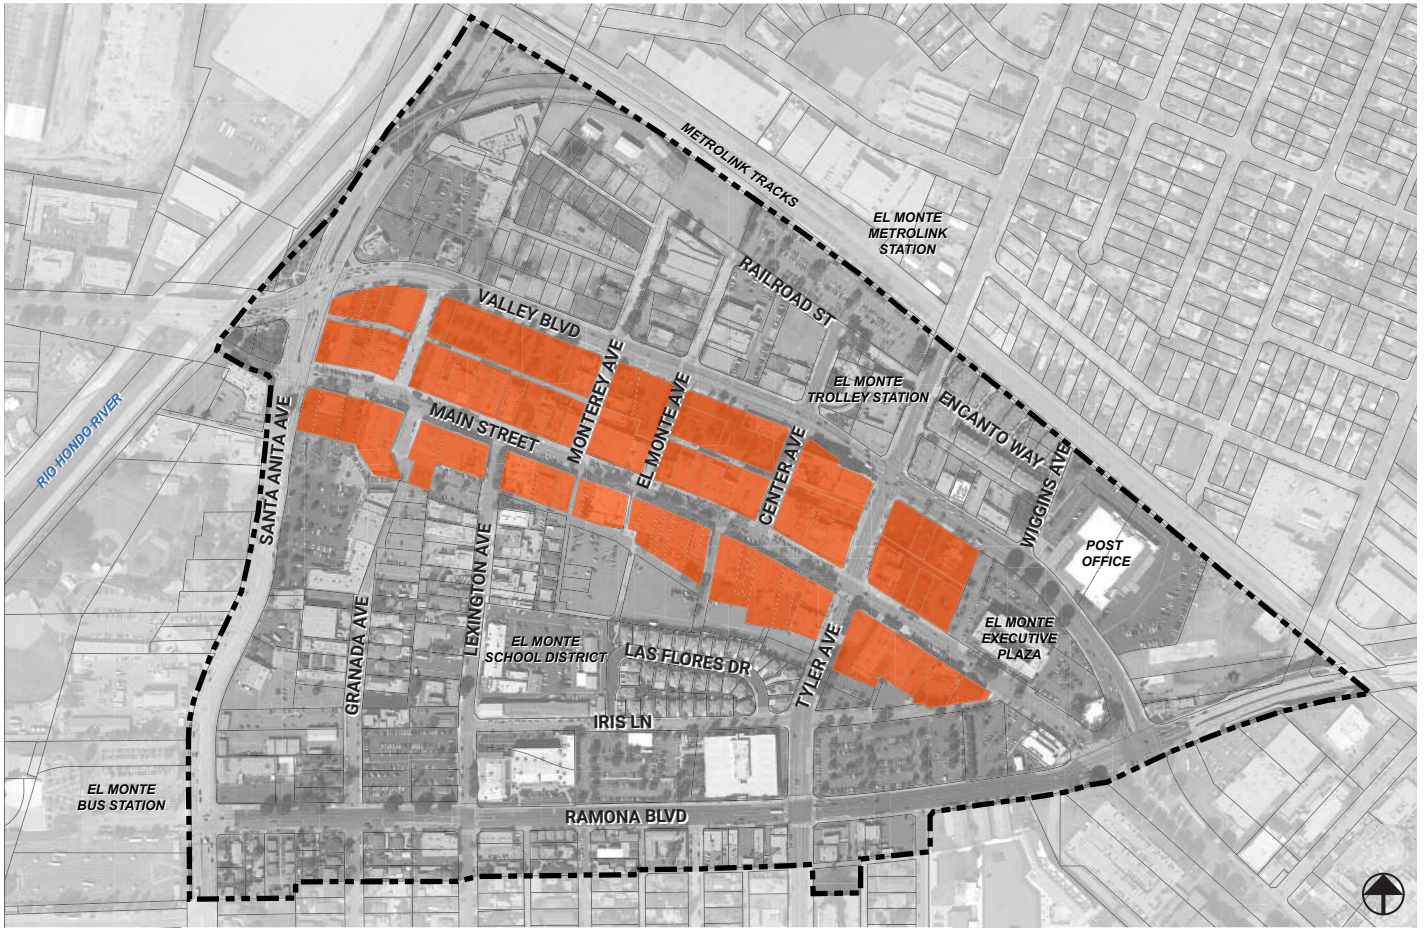 METROLINK TRACKS
EL MONTE
METROLINK
STATION
RAILROAD ST
VALLEY BLVD
MONTEREY AVE
EL MONTE AVE
EL MONTE
TROLLEY STATION
ENCANTO WAY
RIO HONDO RIVER
SANTA ANITA AVE
MAIN STREET
CENTER AVE
WIGGINS AVE
POST
OFFICE
LEXINGTON AVE
GRANADA AVE
EL MONTE
SCHOOL DISTRICT
LAS FLORES DR
TYLER AVE
EL MONTE
EXECUTIVE
PLAZA
IRIS LN
EL MONTE
BUS STATION
RAMONA BLVD